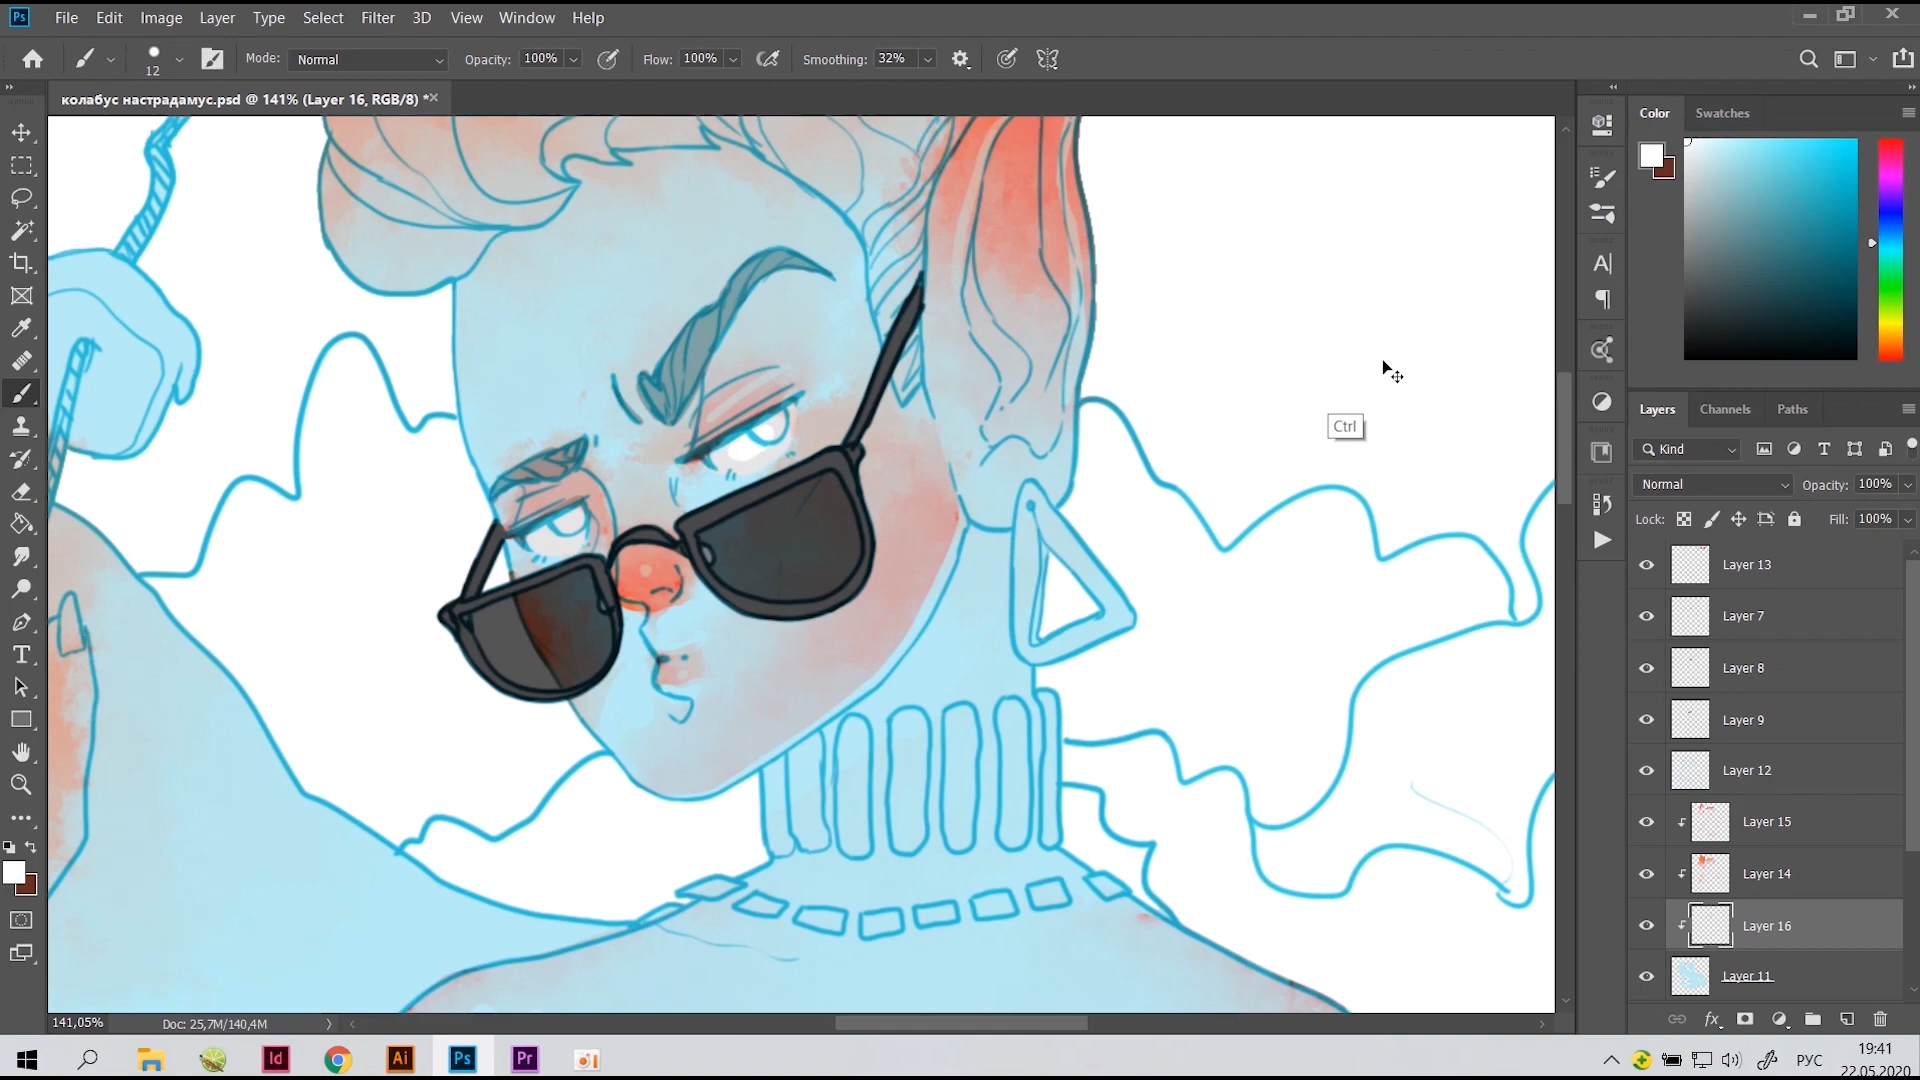 Ps File Edit Image Layer Type Select Filter 3D View Window Help
12 Mode: Normal Opacity: 100% Flow: 100% Smoothing: 32%
колабус настрадамус.psd @ 141% (Layer 16, RGB/8) *
Color Swatches
Ctrl
Layers Channels Paths
Kind
Normal Opacity: 100%
Lock: Fill: 100%
Layer 13
Layer 7
Layer 8
Layer 9
Layer 12
Layer 15
Layer 14
Layer 16
Layer 11
141,05% Doc: 25,7M/140,4M
Id Ai Ps Pr РУС 19:41
22.05.2020